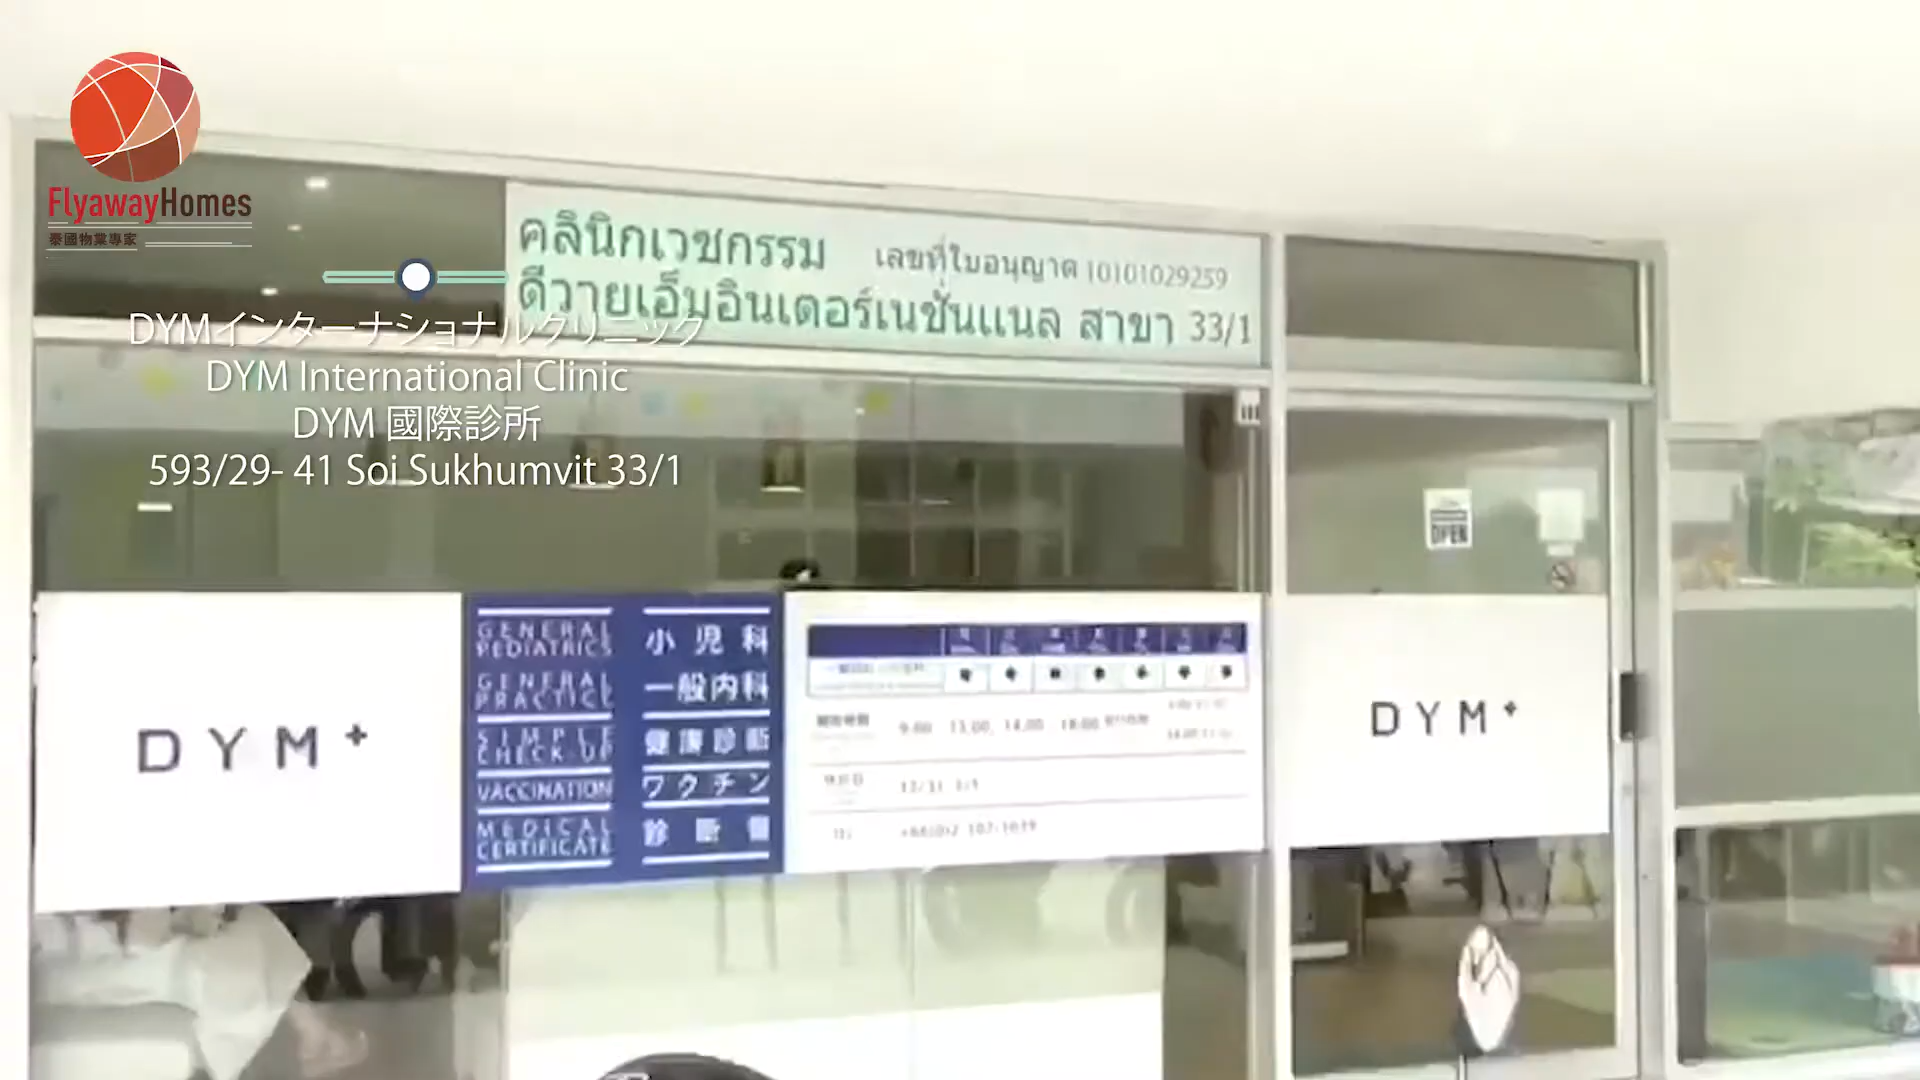 FlyawayHomes
泰國物業專家
คลินิกเวชกรรม เลขที่ใบอนุญาต 10101029259
ดีวายเอ็มอินเตอร์เนชั่นแนล สาขา 33/1
DYMインターナショナルクリニック
DYM International Clinic
DYM 國際診所
593/29- 41 Soi Sukhumvit 33/1
OPEN
DYM+
GENERAL PEDIATRICS 小児科
GENERAL PRACTICE 一般内科
SIMPLE CHECK-UP 健康診断
VACCINATION ワクチン
MEDICAL CERTIFICATE 診断書
9:00
DYM+